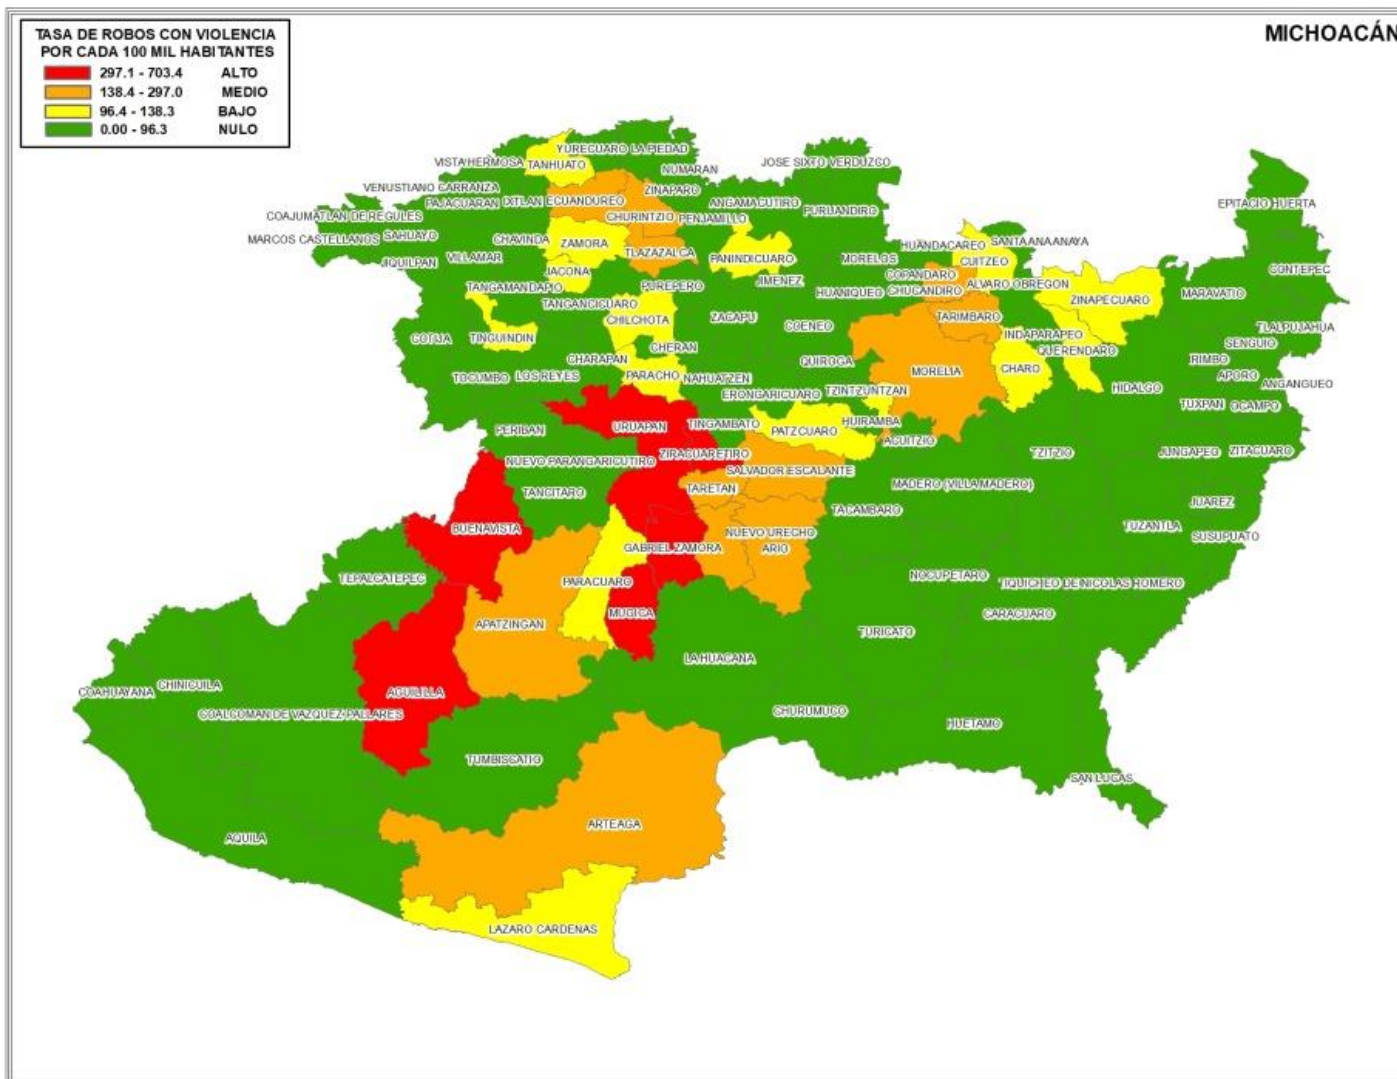 MICHOACÁN
TASA DE ROBOS CON VIOLENCIA
POR CADA 100 MIL HABITANTES
297.1 - 703.4 ALTO
138.4 - 297.0 MEDIO
96.4 - 138.3 BAJO
0.00 - 96.3 NULO
YURECUARO
LA PIEDAD
VISTA HERMOSA
TANHUATO
NUMARAN
JOSE SIXTO VERDUZCO
VENUSTIANO CARRANZA
ZINAPARO
PAJACUARAN
IXTLAN
ECUANDUREO
ANGAMACUTIRO
PURUANDIRO
EPITACIO HUERTA
COAJUMATLAN DE REGULES
CHURINTZIO
PENJAMILLO
SAHUAYO
MARCOS CASTELLANOS
CHAVINDA
ZAMORA
TLAZAZALCA
PANINDICUARO
HUANDACAREO
SANTA ANA ANAYA
JIQUILPAN
VILLAMAR
MORELOS
CUITZEO
JACONA
COPANDARO
CONTEPEC
JIMENEZ
ALVARO OBREGON
TANGAMANDAPIO
PUREPERO
HUANIQUEO
CHUCANDIRO
MARAVATIO
TANGANCICUARO
ZINAPECUARO
CHILCHOTA
ZACAPU
TARIMBARO
COENEO
TLALPUJAHUA
COTIJA
TINGUINDIN
INDAPARAPEO
SENGUIO
CHERAN
QUERENDARO
CHARAPAN
QUIROGA
IRIMBO
CHARO
MORELIA
TOCUMBO
LOS REYES
PARACHO
NAHUATZEN
APORO
ANGANGUEO
HIDALGO
ERONGARICUARO
TZINTZUNTZAN
TUXPAN
OCAMPO
PERIBAN
URUAPAN
TINGAMBATO
PATZCUARO
HUIRAMBA
ACUITZIO
TZITZIO
JUNGAPEO
ZITACUARO
NUEVO PARANGARICUTIRO
ZIRACUARETIRO
SALVADOR ESCALANTE
TANCITARO
TARETAN
MADERO (VILLA MADERO)
JUAREZ
TACAMBARO
BUENAVISTA
TUZANTLA
NUEVO URECHO
SUSUPUATO
GABRIEL ZAMORA
ARIO
TEPALCATEPEC
PARACUARO
NOCUPETARO
TIQUICHEO DE NICOLAS ROMERO
MUGICA
CARACUARO
APATZINGAN
TURICATO
LA HUACANA
CHINICUILA
COAHUAYANA
AGUILILLA
COALCOMAN DE VAZQUEZ PALLARES
CHURUMUCO
HUETAMO
TUMBISCATIO
SAN LUCAS
ARTEAGA
AQUILA
LAZARO CARDENAS